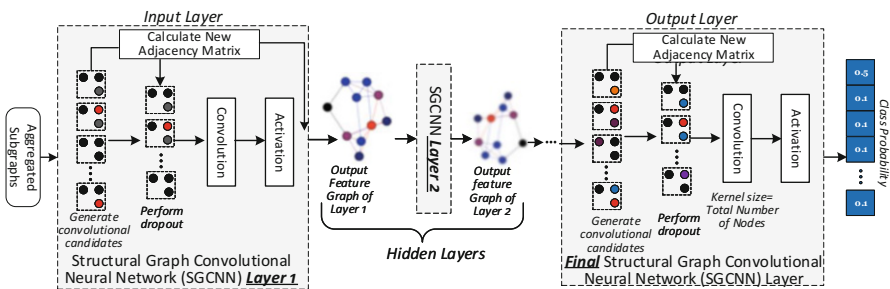 Input Layer
Calculate New
Adjacency Matrix
Aggregated
Subgraphs
Convolution
Activation
Generate
convolutional
candidates
Perform
dropout
Structural Graph Convolutional
Neural Network (SGCNN) Layer 1
Output
Feature
Graph of
Layer 1
SGCNN Layer 2
Output
feature
Graph of
Layer 2
Hidden Layers
Output Layer
Calculate New
Adjacency Matrix
Convolution
Activation
Generate
convolutional
candidates
Perform
dropout
Kernel size=
Total Number
of Nodes
Final Structural Graph Convolutional
Neural Network (SGCNN) Layer
0.5
0.1
0.1
0.1
0.1
Class Probability